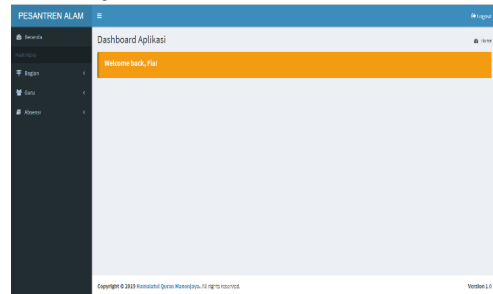 PESANTREN ALAM
Logout
Beranda
Dashboard Aplikasi
Home
Welcome back, Fia!
Bagian
Guru
Absensi
Copyright © 2019 Hamalatul Quran Manonjaya. All rights reserved.
Version 1.0